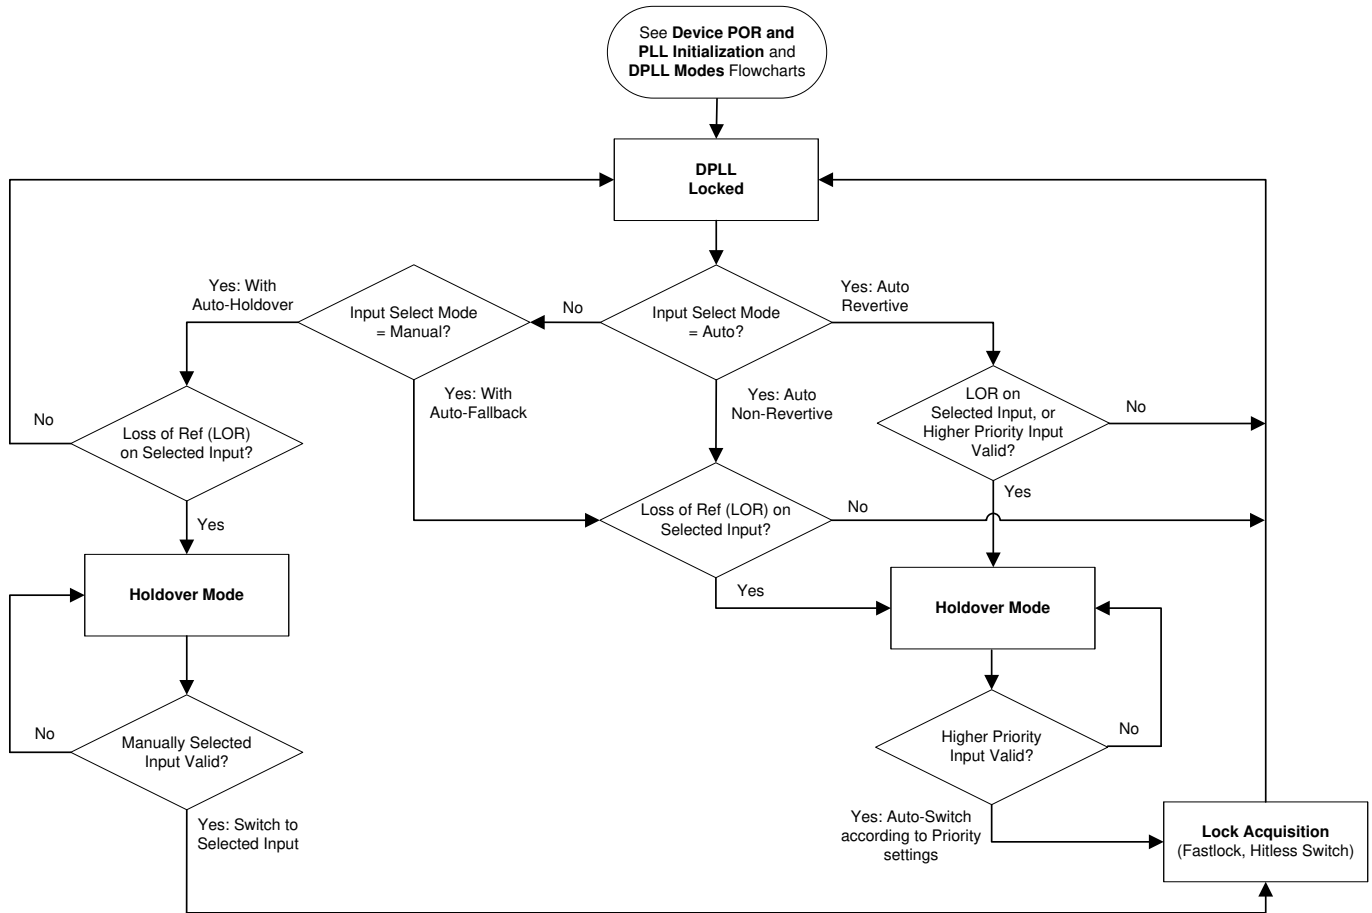 See Device POR and
PLL Initialization and
DPLL Modes Flowcharts
DPLL
Locked
Yes: With
Auto-Holdover
Input Select Mode
= Manual?
No
Input Select Mode
= Auto?
Yes: Auto
Revertive
Yes: With
Auto-Fallback
Yes: Auto
Non-Revertive
LOR on
Selected Input, or
Higher Priority Input
Valid?
No
No
Loss of Ref (LOR)
on Selected Input?
Yes
Loss of Ref (LOR) on
Selected Input?
No
Yes
Yes
Holdover Mode
Holdover Mode
No
Manually Selected
Input Valid?
Higher Priority
Input Valid?
No
Yes: Switch to
Selected Input
Yes: Auto-Switch
according to Priority
settings
Lock Acquisition
(Fastlock, Hitless Switch)